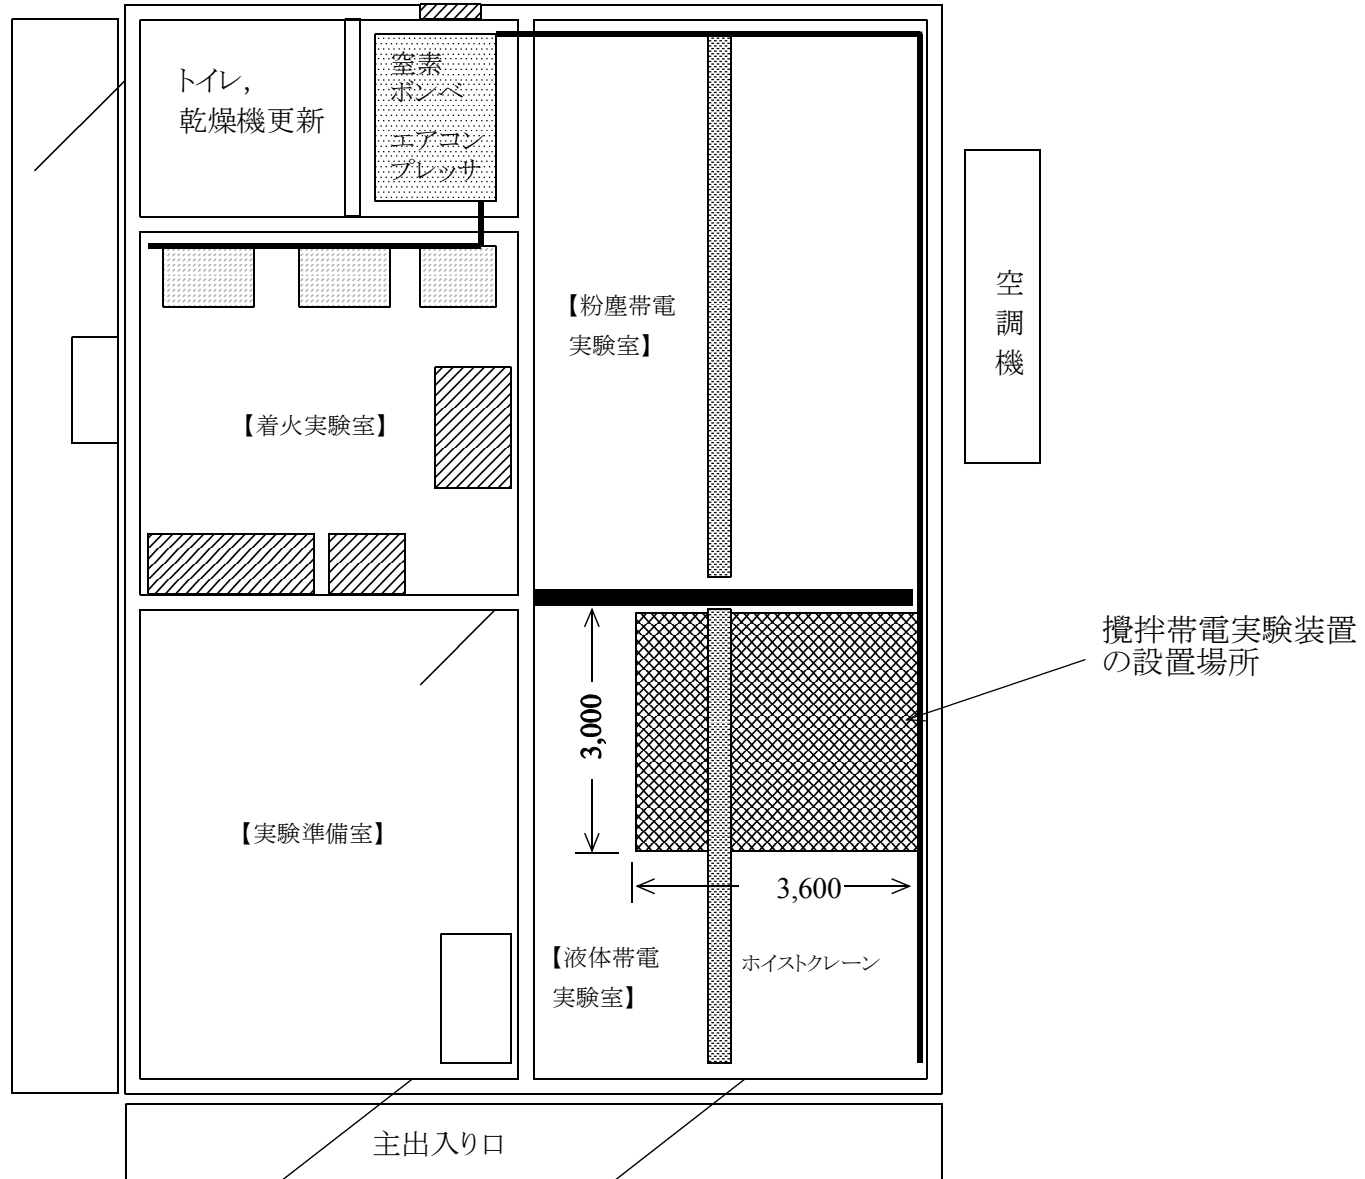 トイレ,
乾燥機更新
窒素
ボンベ
エアコン
プレッサ
【粉塵帯電
実験室】
空
調
機
【着火実験室】
攪拌帯電実験装置
の設置場所
3,000
【実験準備室】
3,600
【液体帯電
実験室】
ホイストクレーン
主出入り口